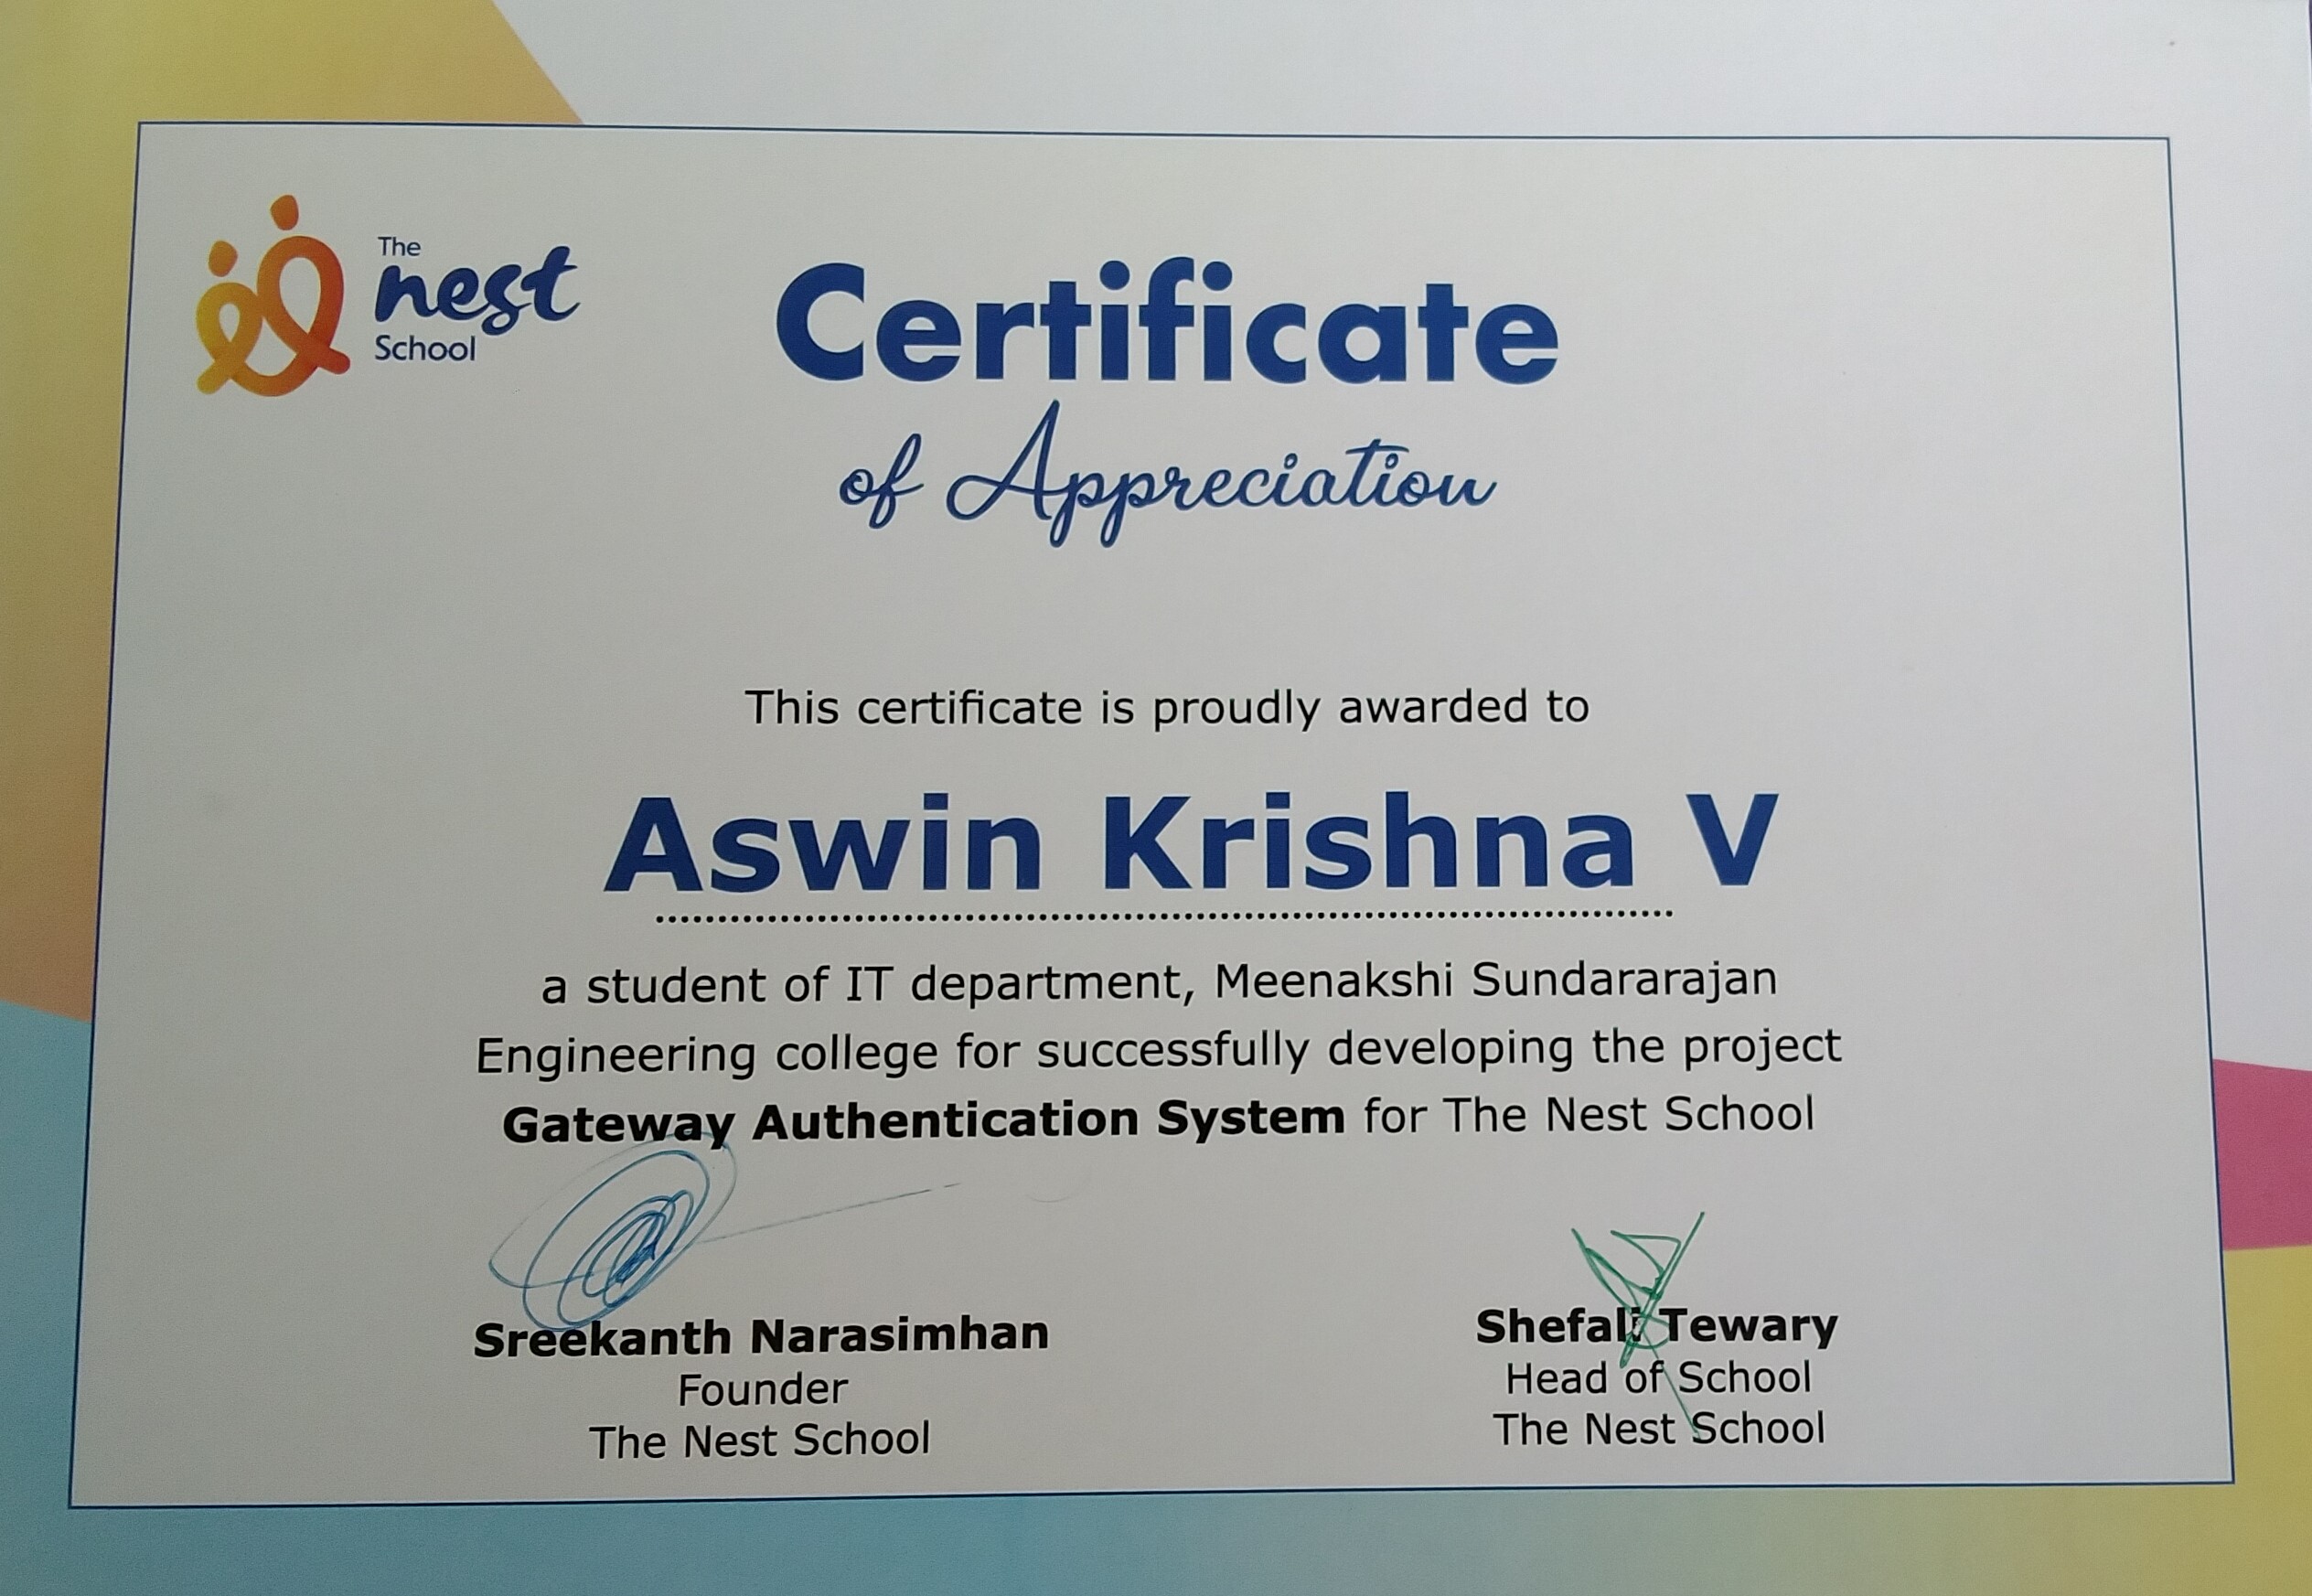 The
nest
School
Certificate
of Appreciation
This certificate is proudly awarded to
Aswin Krishna V
a student of IT department, Meenakshi Sundararajan
Engineering college for successfully developing the project
Gateway Authentication System for The Nest School
Sreekanth Narasimhan
Founder
The Nest School
Shefali Tewary
Head of School
The Nest School